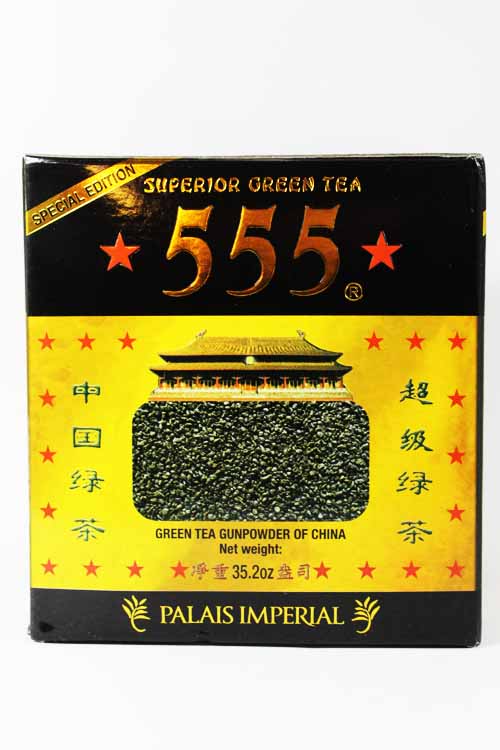 SPECIAL EDITION
SUPERIOR GREEN TEA
555®
中国绿茶
超级绿茶
GREEN TEA GUNPOWDER OF CHINA
Net weight:
凈重 35.2oz 盎司
PALAIS IMPERIAL